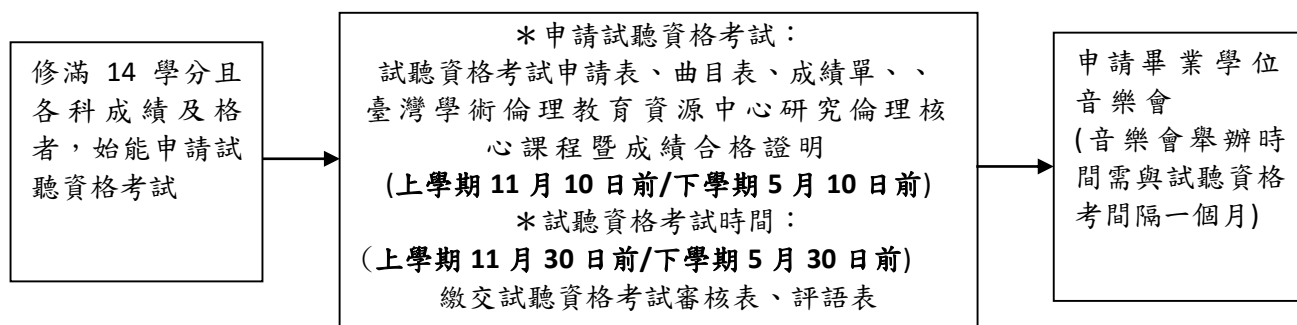 修滿 14 學分且
各科成績及格
者，始能申請試
聽資格考試
＊申請試聽資格考試：
試聽資格考試申請表、曲目表、成績單、、
臺灣學術倫理教育資源中心研究倫理核
心課程暨成績合格證明
(上學期 11 月 10 日前/下學期 5 月 10 日前)
＊試聽資格考試時間：
（上學期 11 月 30 日前/下學期 5 月 30 日前)
繳交試聽資格考試審核表、評語表
申請畢業學位
音樂會
(音樂會舉辦時
間需與試聽資格
考間隔一個月)